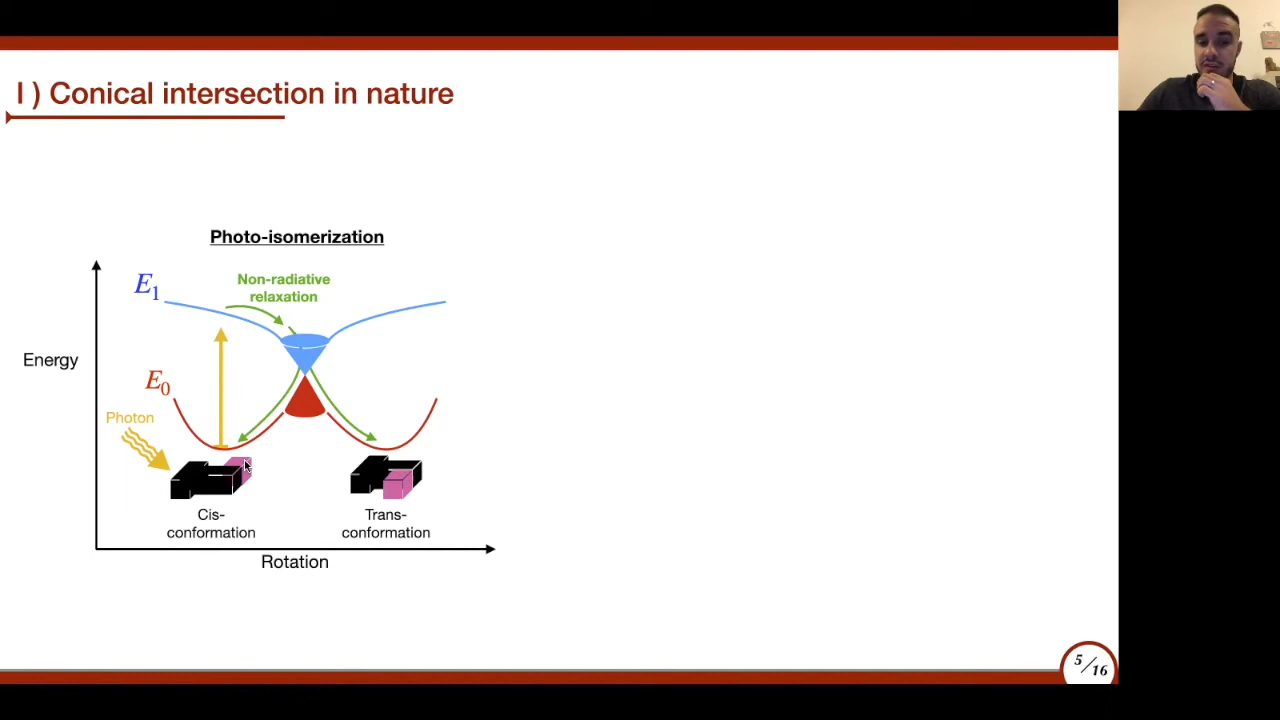 I ) Conical intersection in nature
Photo-isomerization
E1
Non-radiative
relaxation
Energy
E0
Photon
Cis-
conformation
Trans-
conformation
Rotation
5/16